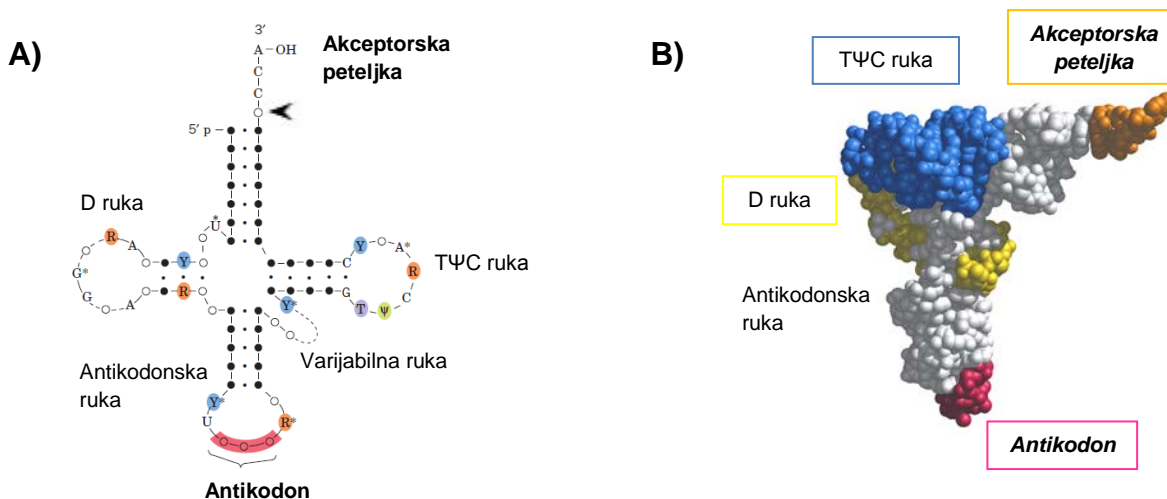 A)
3′
A–OH
C
C
Akceptorska
peteljka
5′ p
D ruka
U*
R
A
Y
G*
G
A
R
C
Y
A*
R
C
Ψ
T
G
Y*
TΨC ruka
Varijabilna ruka
Antikodonska
ruka
Y*
U
R*
Antikodon
B)
TΨC ruka
Akceptorska
peteljka
D ruka
Antikodonska
ruka
Antikodon